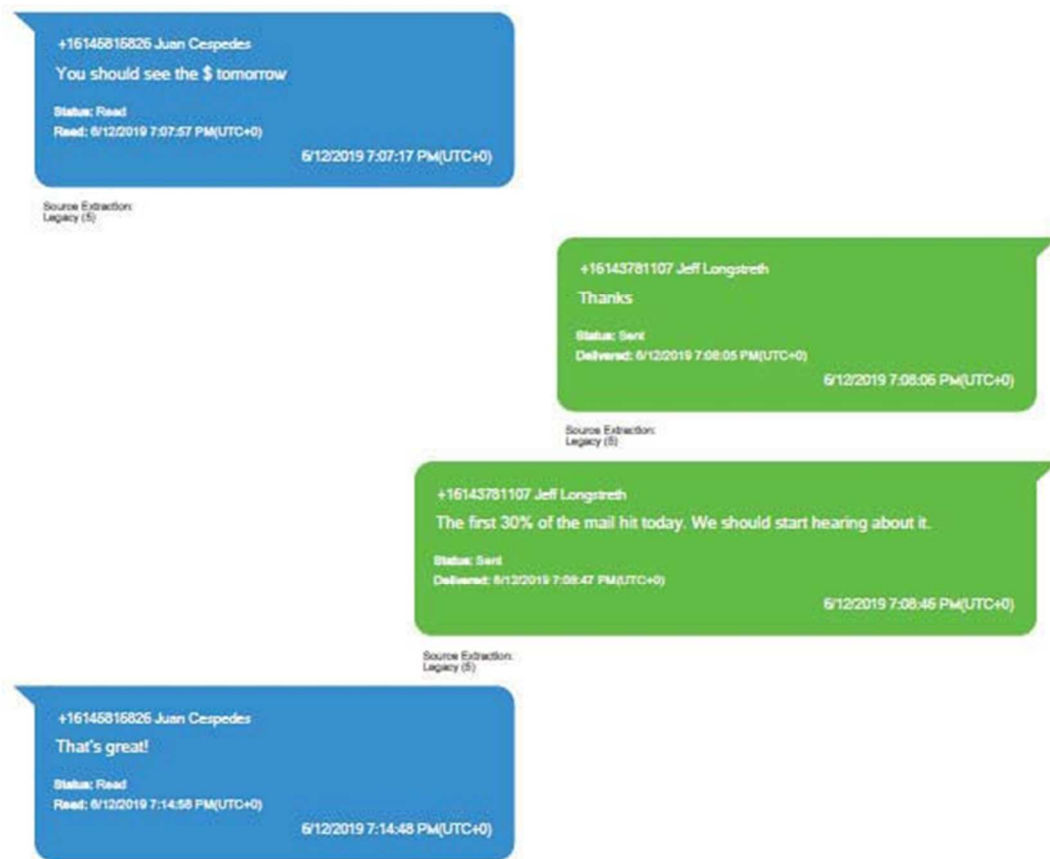 +16145815826 Juan Cespedes
You should see the $ tomorrow
Status: Read
Read: 6/12/2019 7:07:57 PM(UTC+0)
6/12/2019 7:07:17 PM(UTC+0)
Source Extraction:
Legacy (5)
+16143781107 Jeff Longstreth
Thanks
Status: Sent
Delivered: 6/12/2019 7:08:05 PM(UTC+0)
6/12/2019 7:08:05 PM(UTC+0)
Source Extraction:
Legacy (5)
+16143781107 Jeff Longstreth
The first 30% of the mail hit today. We should start hearing about it.
Status: Sent
Delivered: 6/12/2019 7:08:47 PM(UTC+0)
6/12/2019 7:08:46 PM(UTC+0)
Source Extraction:
Legacy (5)
+16145815826 Juan Cespedes
That's great!
Status: Read
Read: 6/12/2019 7:14:58 PM(UTC+0)
6/12/2019 7:14:48 PM(UTC+0)